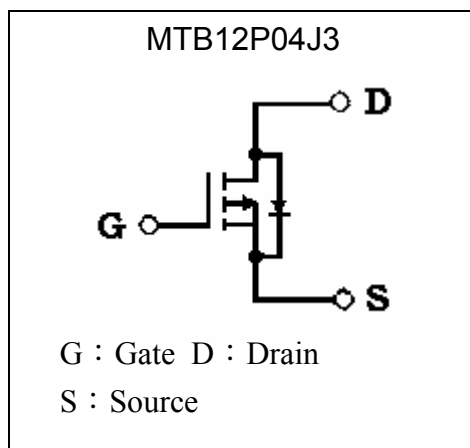 MTB12P04J3
D
G
S
G：Gate D：Drain
S：Source